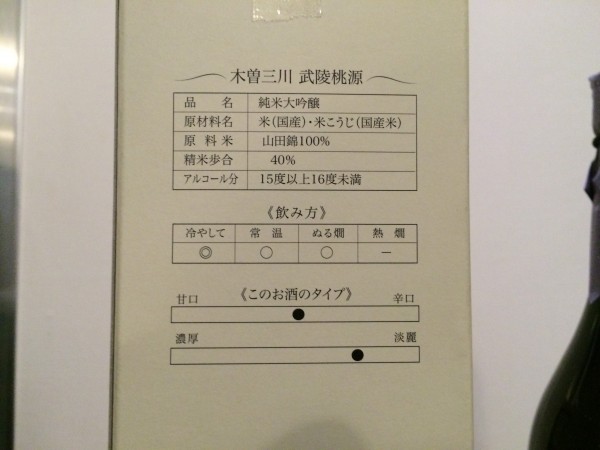 木曽三川 武陵桃源
品 名 純米大吟醸
原材料名 米(国産)・米こうじ(国産米)
原料米 山田錦100%
精米歩合 40%
アルコール分 15度以上16度未満
《飲み方》
冷やして 常温 ぬる燗 熱燗
◎ ○ ○ −
甘口 《このお酒のタイプ》 辛口
濃厚 淡麗